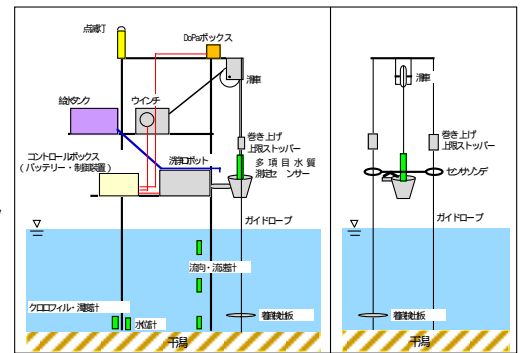 点滅灯
DoPaボックス
滑車
給水タンク
ウインチ
巻き上げ
上限ストッパー
コントロールボックス
(バッテリー・制御装置)
洗浄ロボット
多項目水質
測定センサー
ガイドロープ
流向・流速計
クロロフィル・濁度計
水位計
着底址板
干潟
滑車
巻き上げ
上限ストッパー
センサソンデ
ガイドロープ
干潟